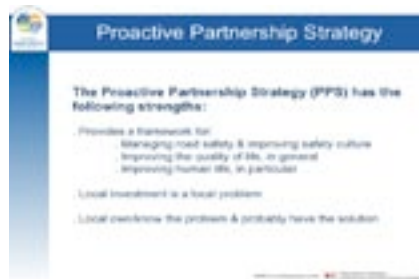 Proactive Partnership Strategy
The Proactive Partnership Strategy (PPS) has the
following strengths:
. Provides a framework for:
. Managing road safety & improving safety culture
. Improving the quality of life, in general
. Improving human life, in particular
. Local investment is a local problem
. Local own/know the problem & probably have the solution